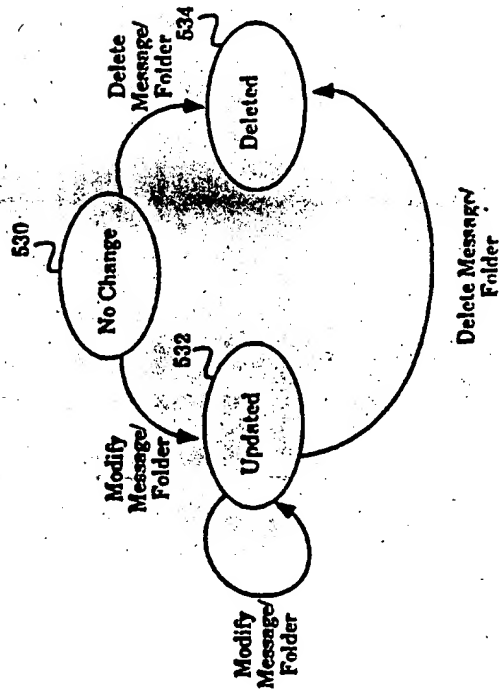 530
No Change
Modify
Message/
Folder
Delete
Message/
Folder
532
Updated
534
Deleted
Modify
Message/
Folder
Delete Message/
Folder